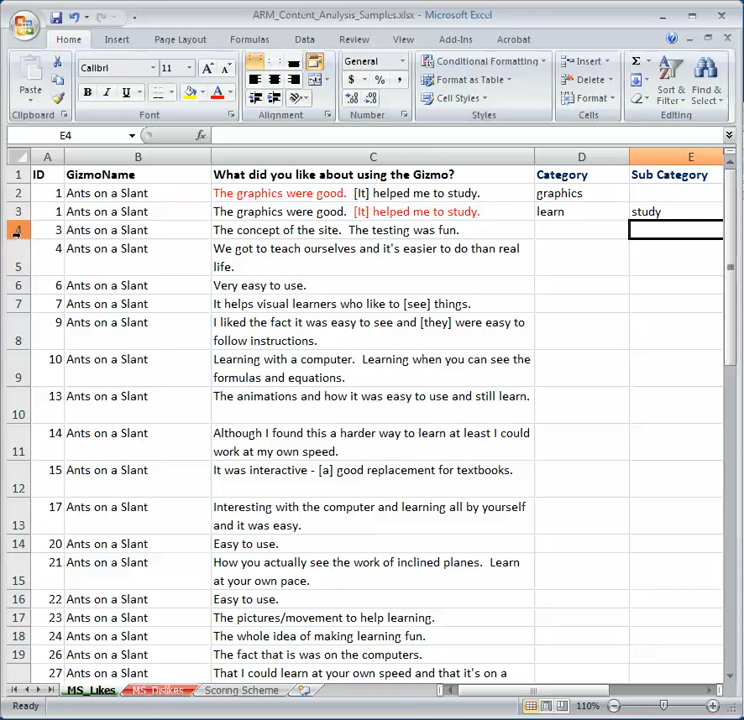 ARM_Content_Analysis_Samples.xlsx - Microsoft Excel
Home Insert Page Layout Formulas Data Review View Add-Ins Acrobat
Calibri 11 General Conditional Formatting Insert Σ
Paste $ % , Format as Table Delete Sort & Find &
B I U Cell Styles Format Filter Select
Clipboard Font Alignment Number Styles Cells Editing
E4 fx
A B C D E
1 ID GizmoName What did you like about using the Gizmo? Category Sub Category
2 1 Ants on a Slant The graphics were good. [It] helped me to study. graphics
3 1 Ants on a Slant The graphics were good. [It] helped me to study. learn study
4 3 Ants on a Slant The concept of the site. The testing was fun.
4 Ants on a Slant We got to teach ourselves and it's easier to do than real
5 life.
6 6 Ants on a Slant Very easy to use.
7 7 Ants on a Slant It helps visual learners who like to [see] things.
9 Ants on a Slant I liked the fact it was easy to see and [they] were easy to
8 follow instructions.
10 Ants on a Slant Learning with a computer. Learning when you can see the
9 formulas and equations.
13 Ants on a Slant The animations and how it was easy to use and still learn.
10
14 Ants on a Slant Although I found this a harder way to learn at least I could
11 work at my own speed.
15 Ants on a Slant It was interactive - [a] good replacement for textbooks.
12
17 Ants on a Slant Interesting with the computer and learning all by yourself
13 and it was easy.
14 20 Ants on a Slant Easy to use.
21 Ants on a Slant How you actually see the work of inclined planes. Learn
15 at your own pace.
16 22 Ants on a Slant Easy to use.
17 23 Ants on a Slant The pictures/movement to help learning.
18 24 Ants on a Slant The whole idea of making learning fun.
19 26 Ants on a Slant The fact that is was on the computers.
27 Ants on a Slant That I could learn at your own speed and that it's on a
MS_Likes MS_Dislikes Scoring Scheme
Ready 110%